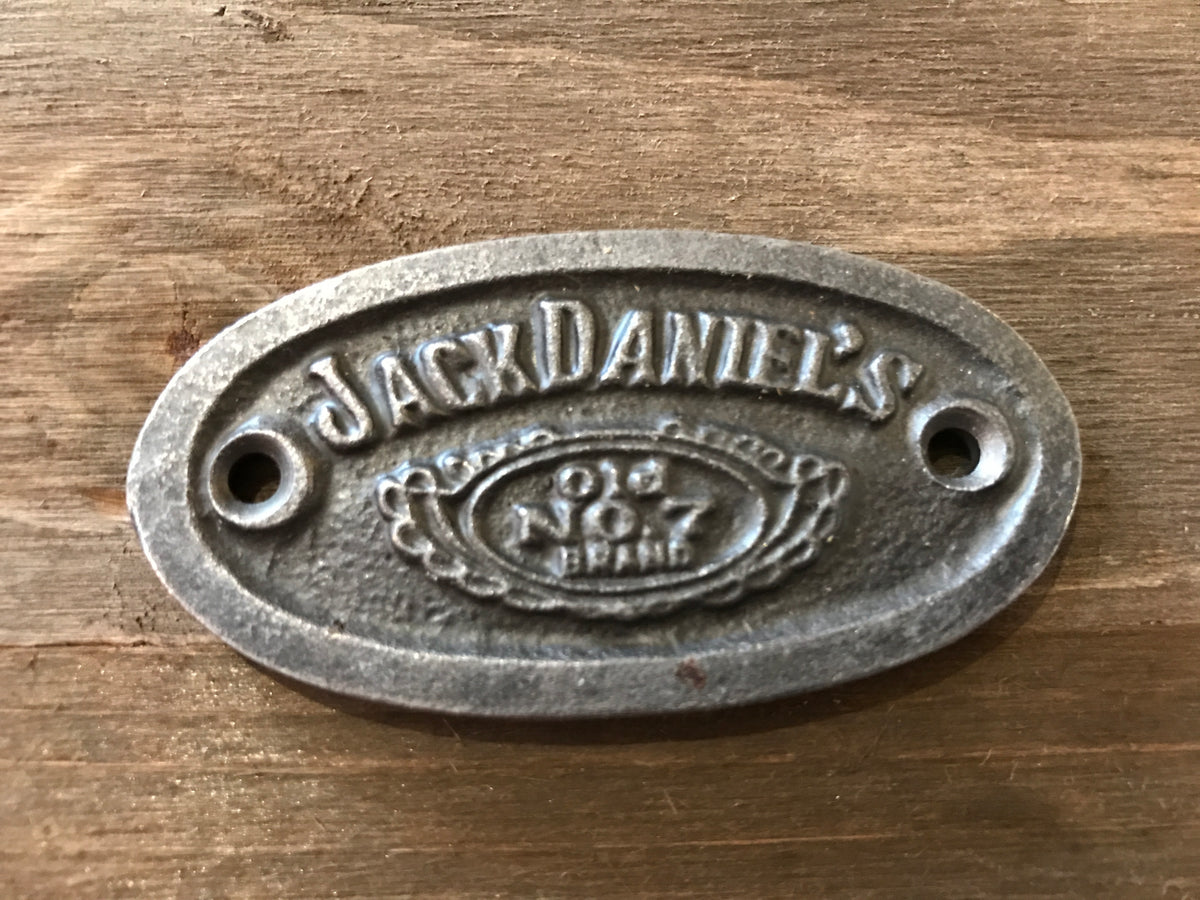 JACK DANIEL'S
Old
NO. 7
BRAND